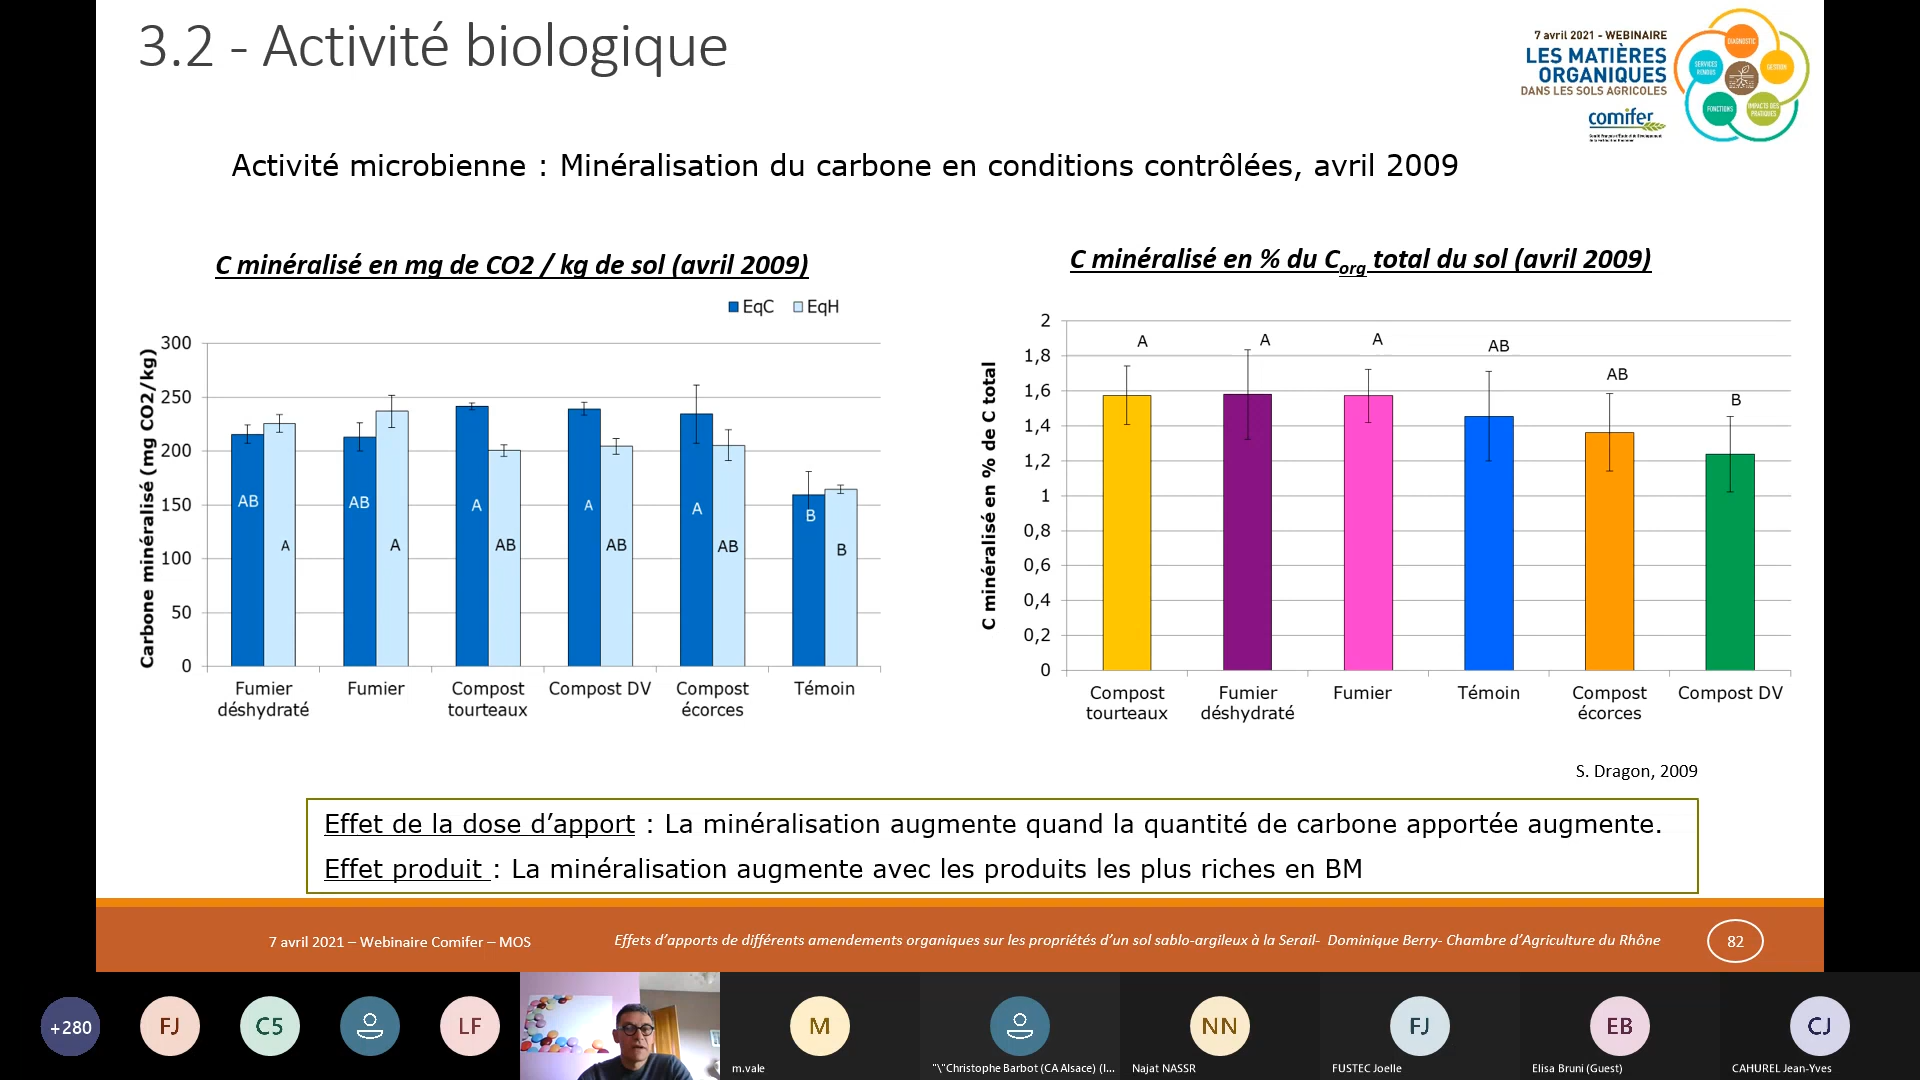 3.2 - Activité biologique
7 avril 2021 - WEBINAIRE
LES MATIÈRES
ORGANIQUES
DANS LES SOLS AGRICOLES
comifer
DIAGNOSTIC
GESTION
IMPACTS DES
PRATIQUES
FONCTIONS
SERVICES
RENDUS
Activité microbienne : Minéralisation du carbone en conditions contrôlées, avril 2009
C minéralisé en mg de CO2 / kg de sol (avril 2009)
EqC EqH
Carbone minéralisé (mg CO2/kg)
300
250
200
150
100
50
0
AB A AB A A AB A AB A AB B B
Fumier
déshydraté
Fumier
Compost
tourteaux
Compost DV
Compost
écorces
Témoin
C minéralisé en % du Corg total du sol (avril 2009)
C minéralisé en % de C total
2
1,8
1,6
1,4
1,2
1
0,8
0,6
0,4
0,2
0
A A A AB AB B
Compost
tourteaux
Fumier
déshydraté
Fumier
Témoin
Compost
écorces
Compost DV
S. Dragon, 2009
Effet de la dose d’apport : La minéralisation augmente quand la quantité de carbone apportée augmente.
Effet produit : La minéralisation augmente avec les produits les plus riches en BM
7 avril 2021 – Webinaire Comifer – MOS
Effets d’apports de différents amendements organiques sur les propriétés d’un sol sablo-argileux à la Serail- Dominique Berry- Chambre d’Agriculture du Rhône
82
+280
FJ
C5
LF
M
m.vale
"\"Christophe Barbot (CA Alsace) (I...
NN
Najat NASSR
FJ
FUSTEC Joelle
EB
Elisa Bruni (Guest)
CJ
CAHUREL Jean-Yves